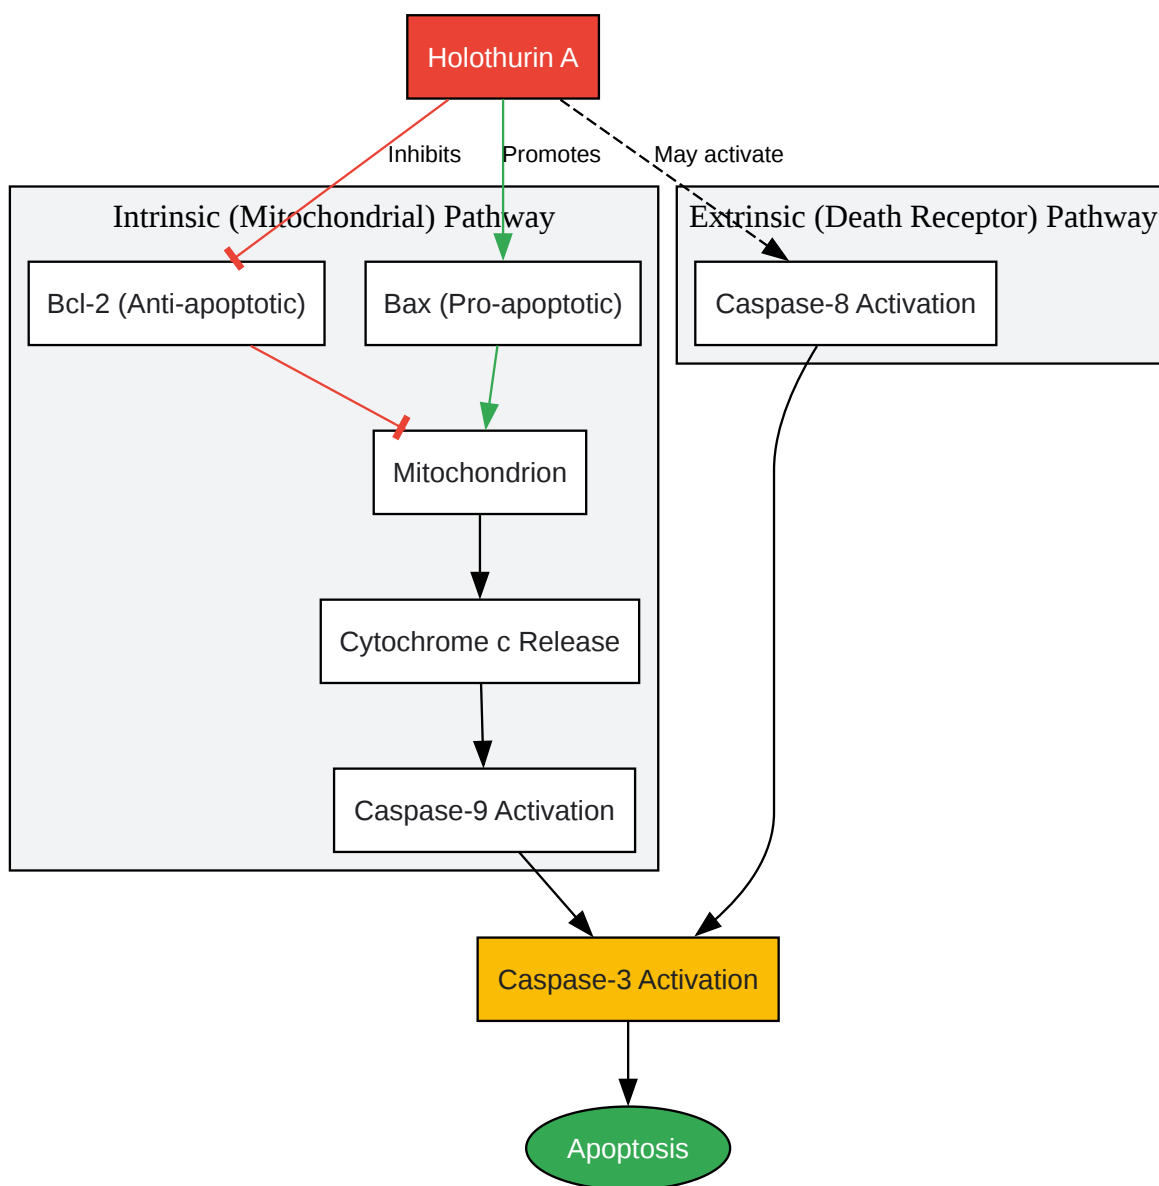 Holothurin A
Inhibits
Promotes
May activate
Intrinsic (Mitochondrial) Pathway
Extrinsic (Death Receptor) Pathway
Bcl-2 (Anti-apoptotic)
Bax (Pro-apoptotic)
Caspase-8 Activation
Mitochondrion
Cytochrome c Release
Caspase-9 Activation
Caspase-3 Activation
Apoptosis